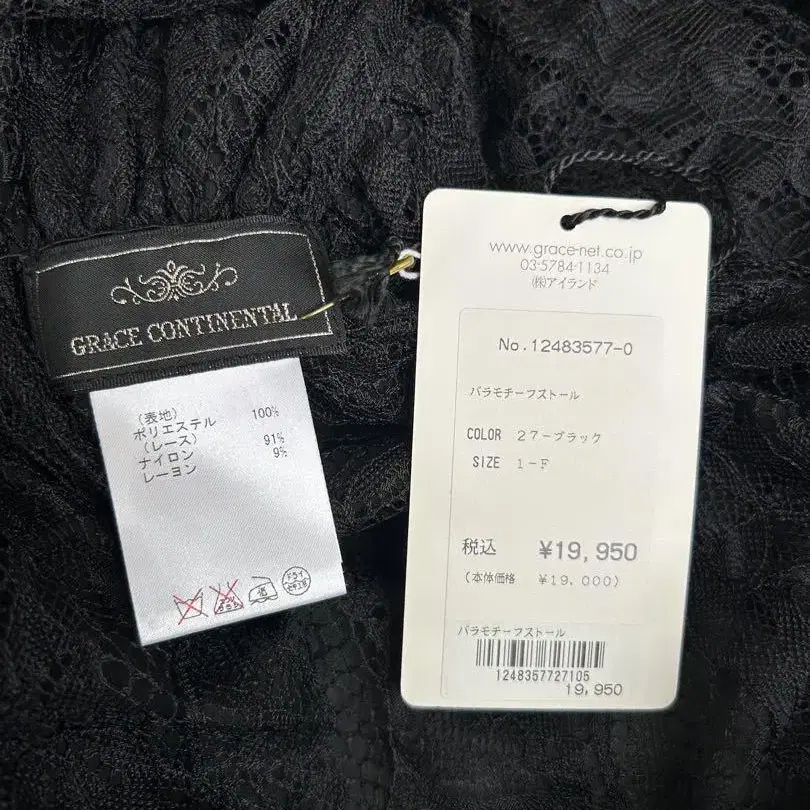 GRACE CONTINENTAL
(表地)
ポリエステル 100%
(レース)
ナイロン 91%
レーヨン 9%
www.grace-net.co.jp
03-5784-1134
㈱アイランド
No.12483577-0
バラモチーフストール
COLOR 27-ブラック
SIZE 1-F
税込 ¥19,950
(本体価格 ¥19,000)
バラモチーフストール
1248357727105
19,950